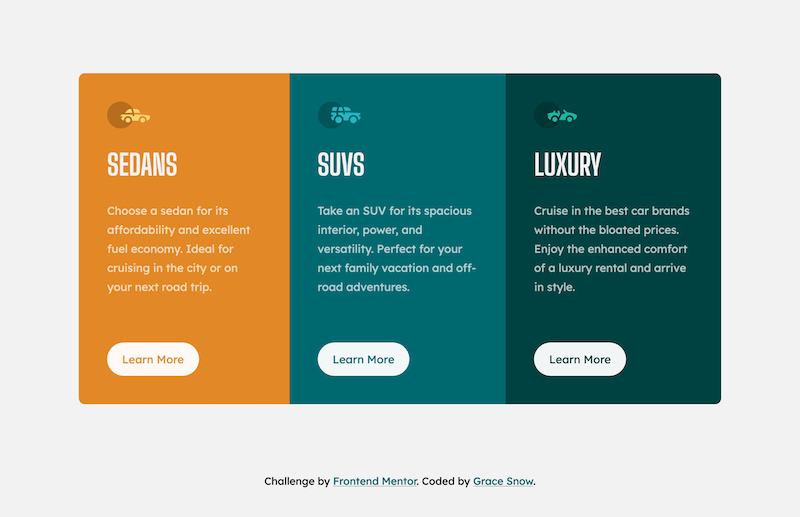 SEDANS
Choose a sedan for its
affordability and excellent
fuel economy. Ideal for
cruising in the city or on
your next road trip.
Learn More
SUVS
Take an SUV for its spacious
interior, power, and
versatility. Perfect for your
next family vacation and off-
road adventures.
Learn More
LUXURY
Cruise in the best car brands
without the bloated prices.
Enjoy the enhanced comfort
of a luxury rental and arrive
in style.
Learn More
Challenge by Frontend Mentor. Coded by Grace Snow.